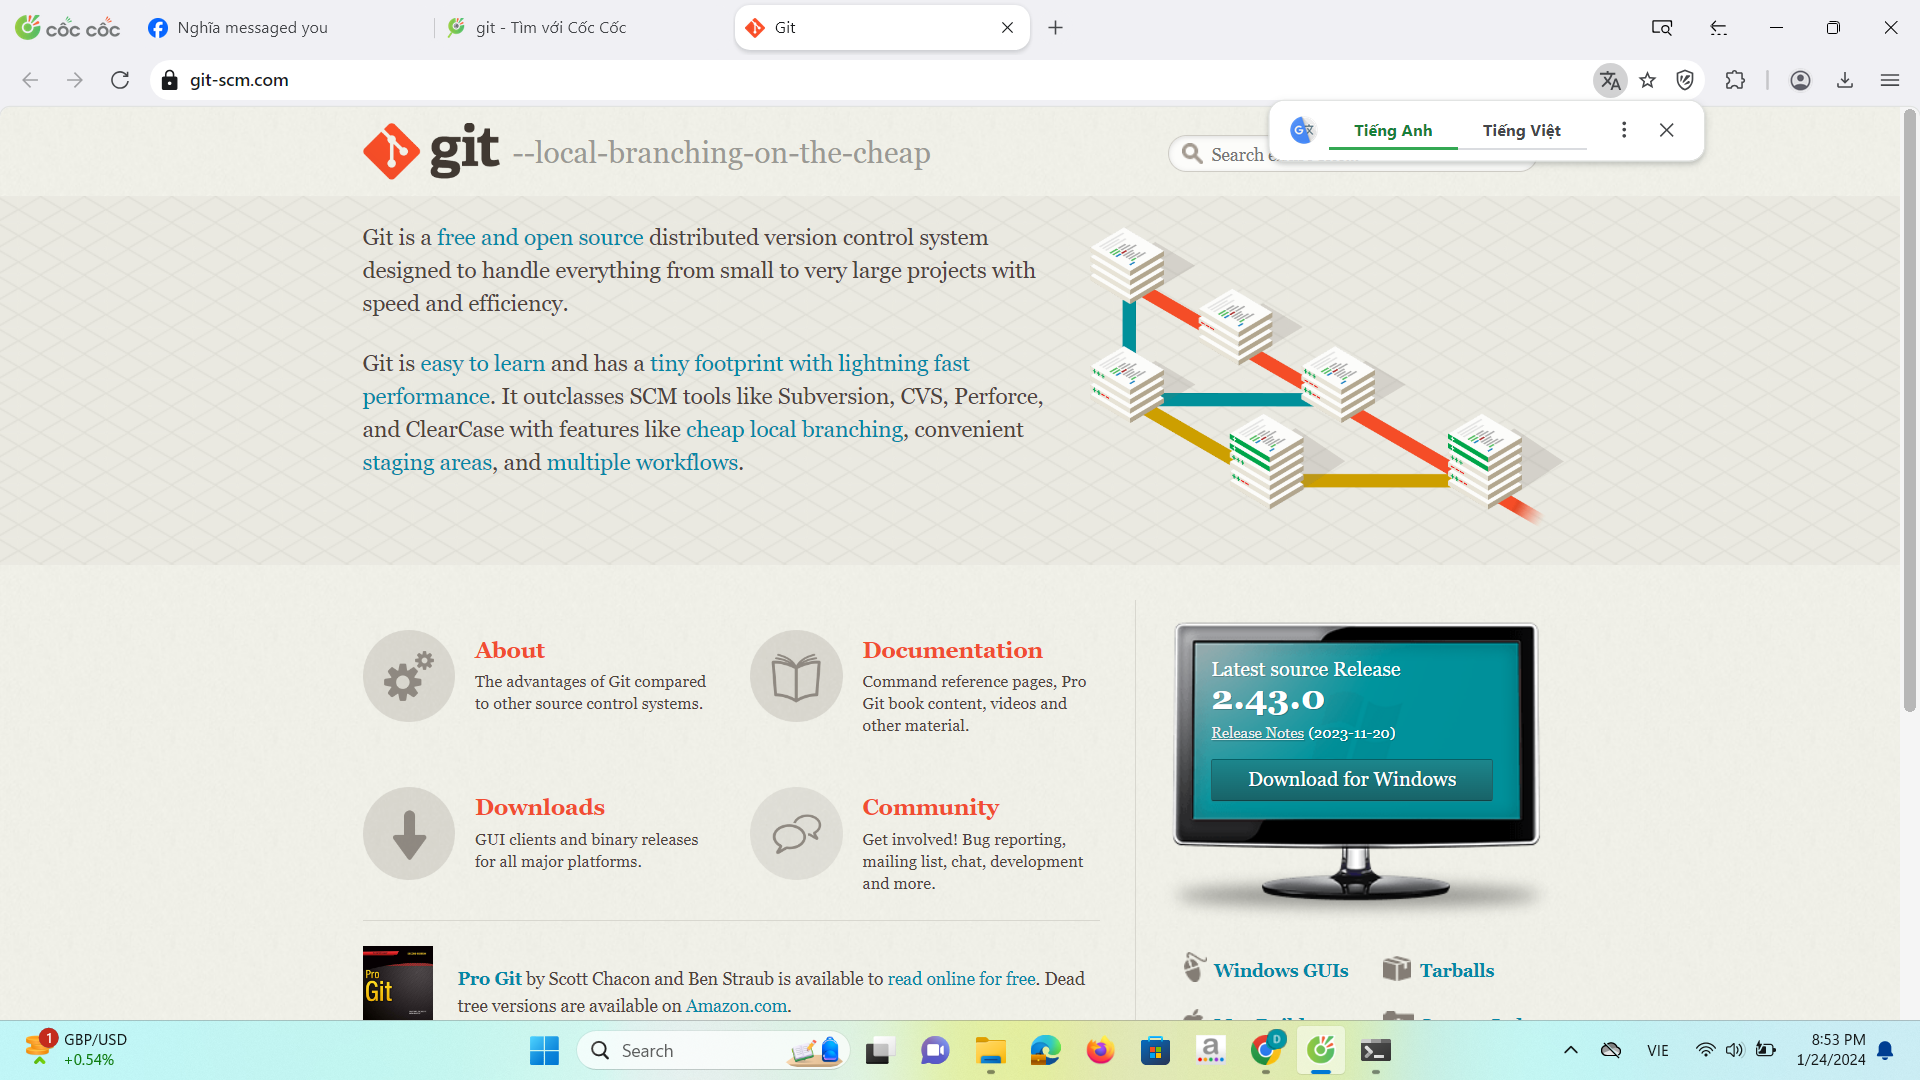 cốc cốc
Nghĩa messaged you
git - Tìm với Cốc Cốc
Git
git-scm.com
Tiếng Anh
Tiếng Việt
git --local-branching-on-the-cheap
Search
Git is a free and open source distributed version control system
designed to handle everything from small to very large projects with
speed and efficiency.
Git is easy to learn and has a tiny footprint with lightning fast
performance. It outclasses SCM tools like Subversion, CVS, Perforce,
and ClearCase with features like cheap local branching, convenient
staging areas, and multiple workflows.
About
The advantages of Git compared
to other source control systems.
Documentation
Command reference pages, Pro
Git book content, videos and
other material.
Downloads
GUI clients and binary releases
for all major platforms.
Community
Get involved! Bug reporting,
mailing list, chat, development
and more.
Latest source Release
2.43.0
Release Notes (2023-11-20)
Download for Windows
Windows GUIs
Tarballs
Pro
Git
Pro Git by Scott Chacon and Ben Straub is available to read online for free. Dead
tree versions are available on Amazon.com.
1
GBP/USD
+0.54%
Search
a
D
VIE
8:53 PM
1/24/2024